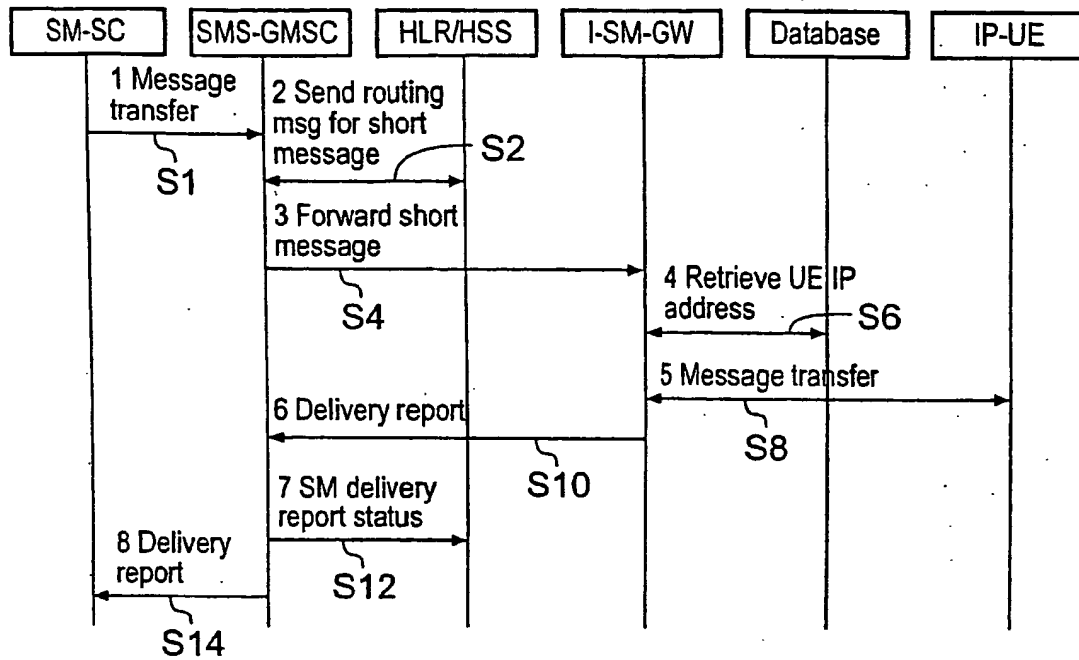 SM-SC
SMS-GMSC
HLR/HSS
I-SM-GW
Database
IP-UE
1 Message
transfer
S1
2 Send routing
msg for short
message
S2
3 Forward short
message
S4
4 Retrieve UE IP
address
S6
5 Message transfer
S8
6 Delivery report
S10
7 SM delivery
report status
S12
8 Delivery
report
S14